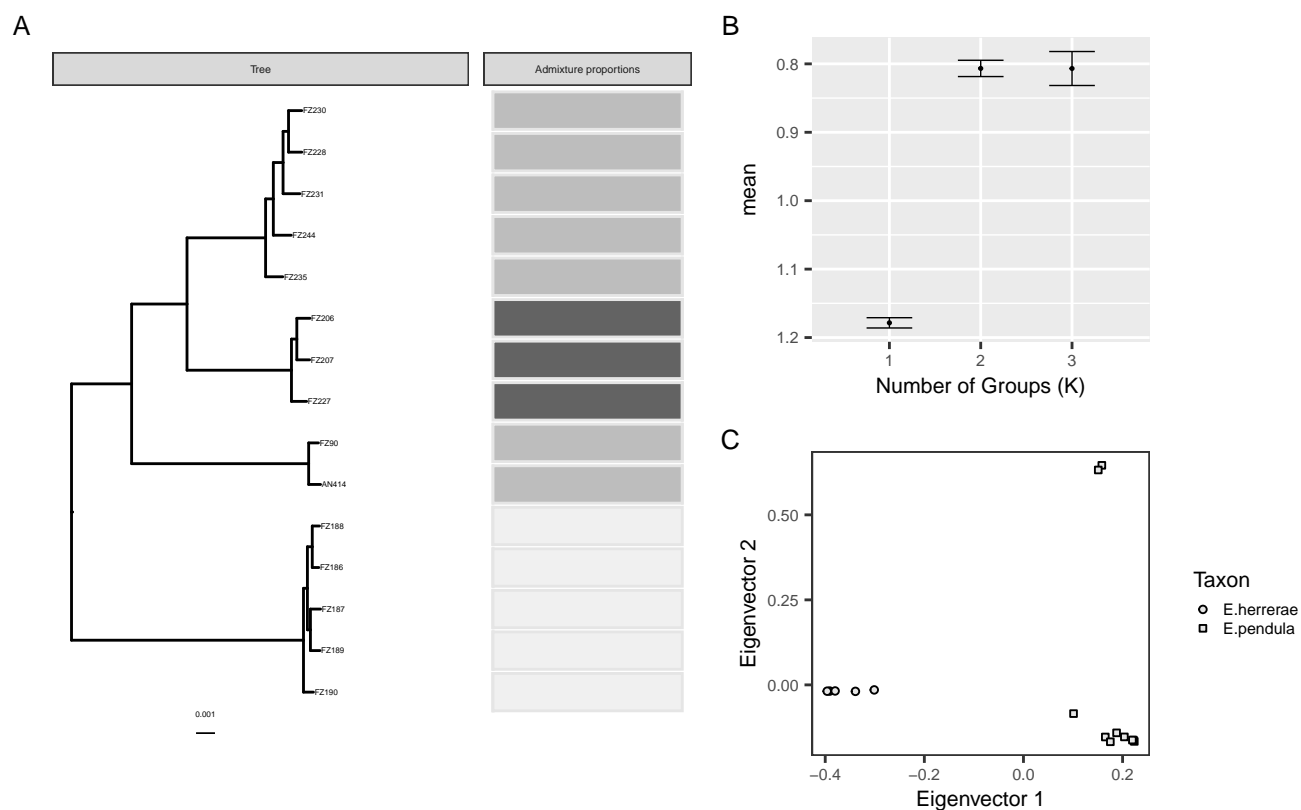 A
Tree
Admixture proportions
FZ230
FZ228
FZ231
FZ244
FZ235
FZ206
FZ207
FZ227
FZ90
AN414
FZ188
FZ186
FZ187
FZ189
FZ190
0.001
B
0.8
0.9
1.0
1.1
1.2
mean
1 2 3
Number of Groups (K)
C
0.50
0.25
0.00
Eigenvector 2
−0.4 −0.2 0.0 0.2
Eigenvector 1
Taxon
E.herrerae
E.pendula